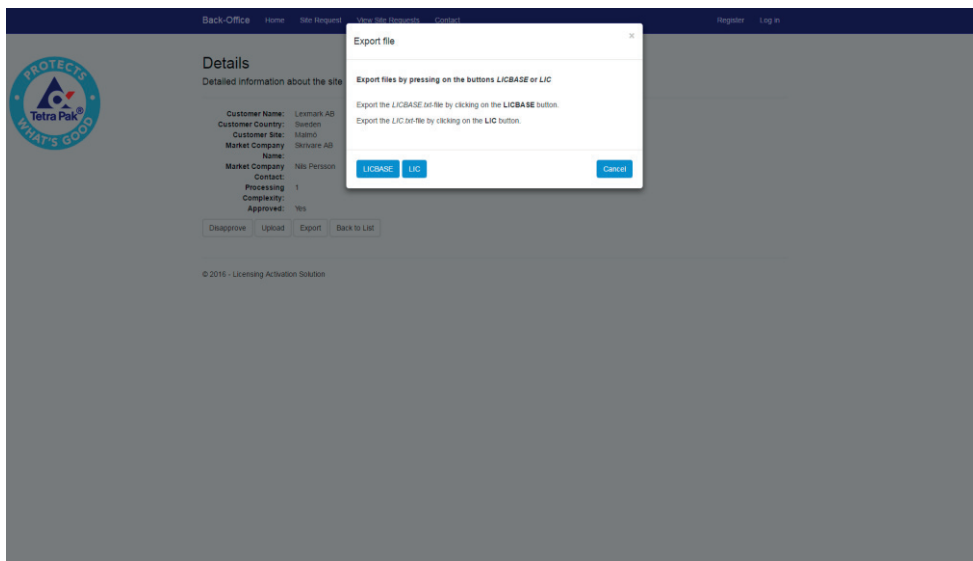 Back-Office Home Site Request View Site Requests Contact Register Log in
Export file ×
PROTECTS
Tetra Pak®
WHAT'S GOOD
Details
Detailed information about the site
Export files by pressing on the buttons LICBASE or LIC
Export the LICBASE.txt-file by clicking on the LICBASE button.
Export the LIC.txt-file by clicking on the LIC button.
LICBASE LIC Cancel
Customer Name: Lexmark AB
Customer Country: Sweden
Customer Site: Malmö
Market Company Name: Skrivare AB
Market Company Contact: Nils Persson
Processing Complexity: 1
Approved: Yes
Disapprove Upload Export Back to List
© 2016 - Licensing Activation Solution